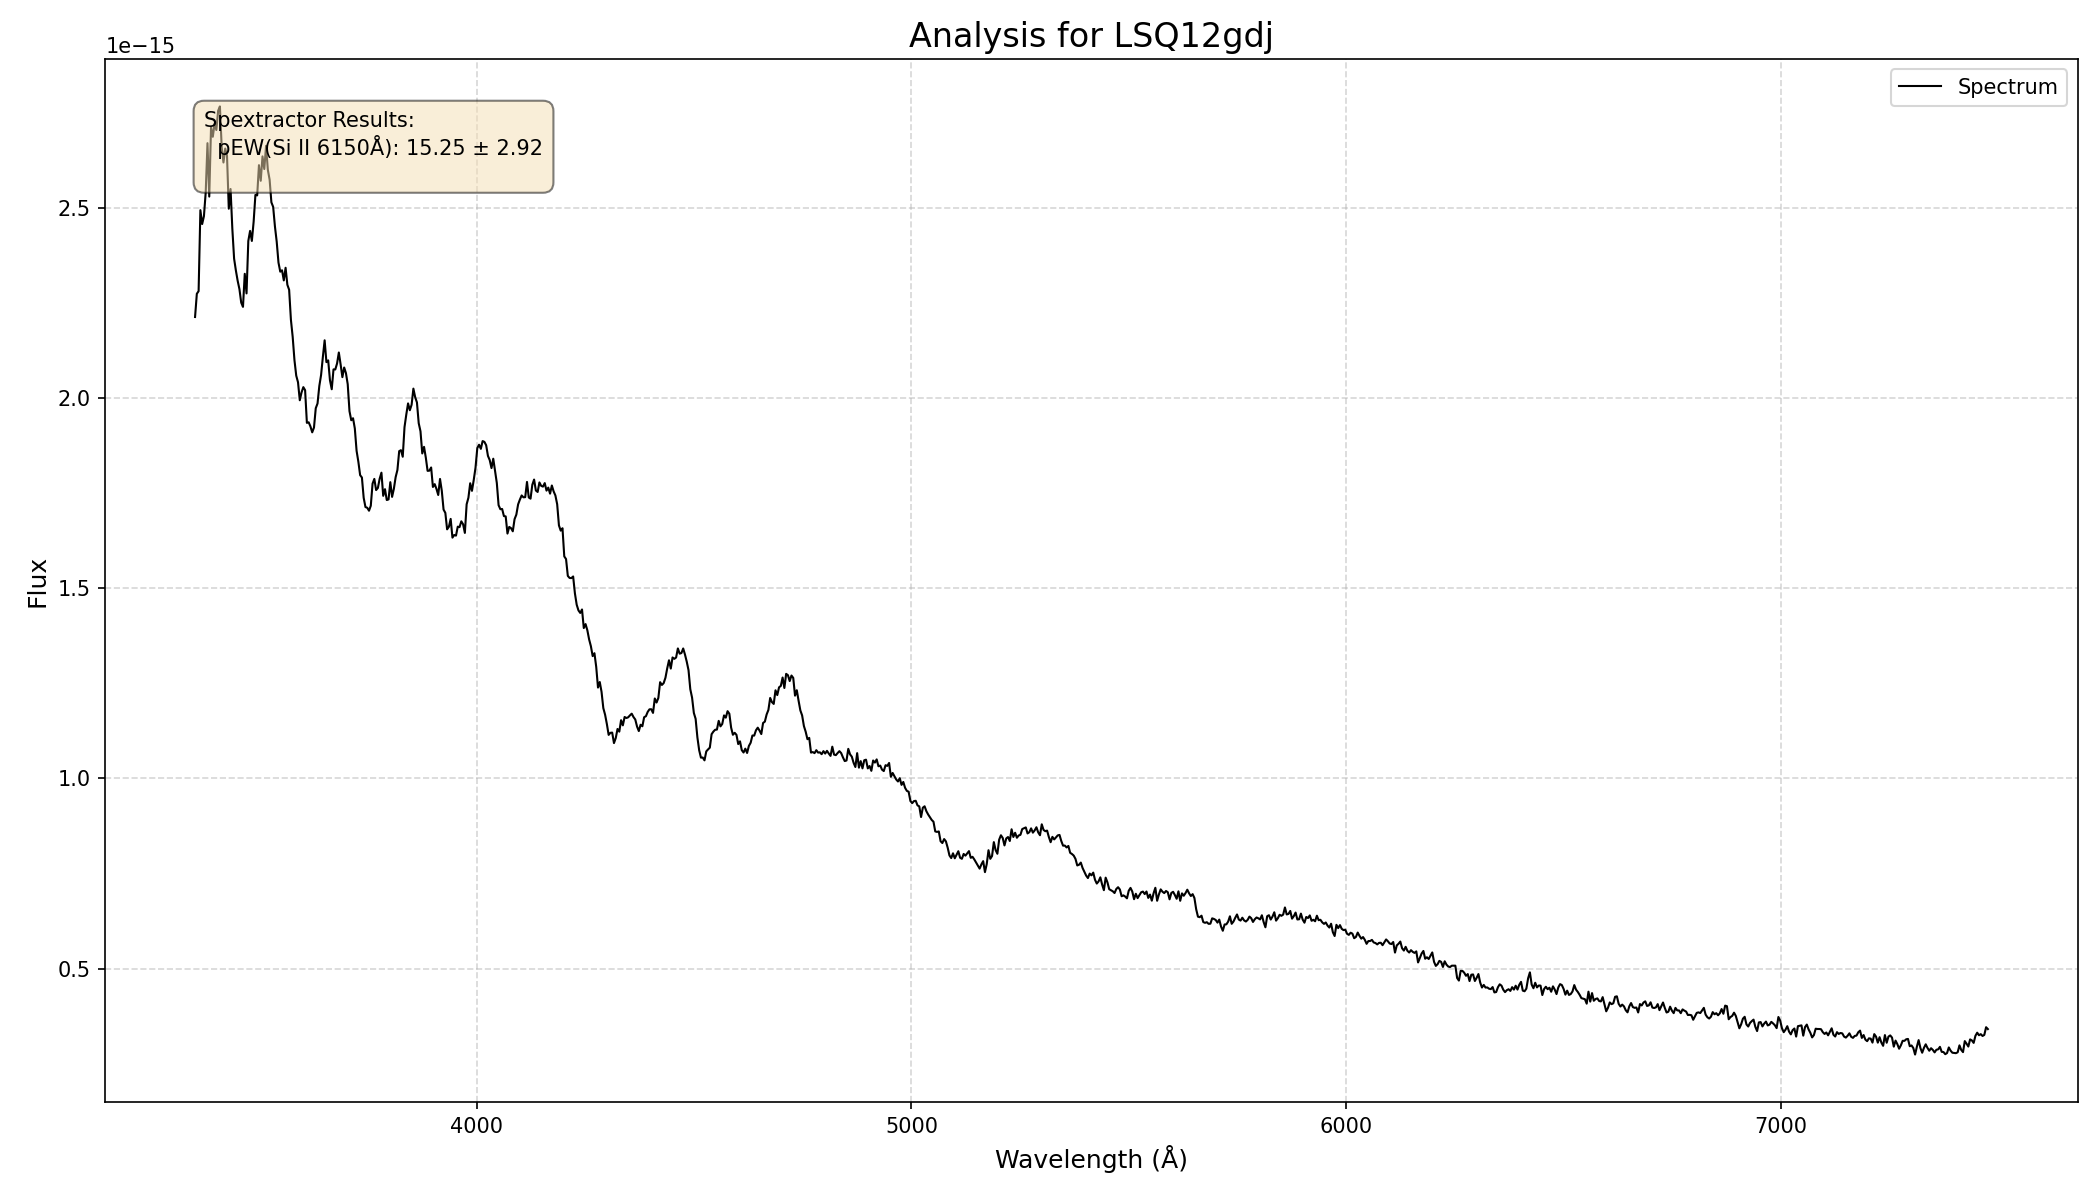 Analysis for LSQ12gdj
1e−15
Spectrum
Spextractor Results:
pEW(Si II 6150Å): 15.25 ± 2.92
2.5
2.0
1.5
1.0
0.5
Flux
4000
5000
6000
7000
Wavelength (Å)